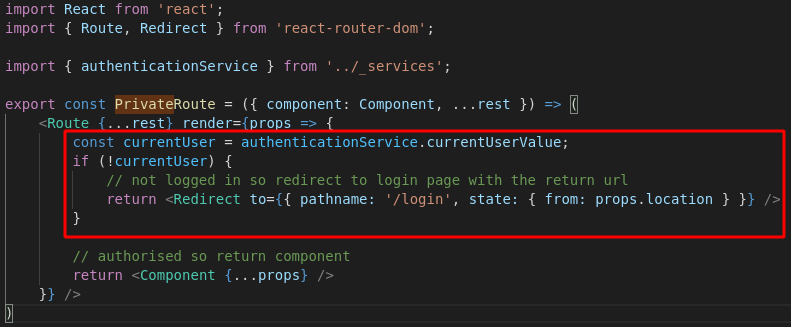 import React from 'react';
import { Route, Redirect } from 'react-router-dom';
import { authenticationService } from '../_services';
export const PrivateRoute = ({ component: Component, ...rest }) => (
<Route {...rest} render={props => {
const currentUser = authenticationService.currentUserValue;
if (!currentUser) {
// not logged in so redirect to login page with the return url
return <Redirect to={{ pathname: '/login', state: { from: props.location } }} />
}
// authorised so return component
return <Component {...props} />
}} />
)